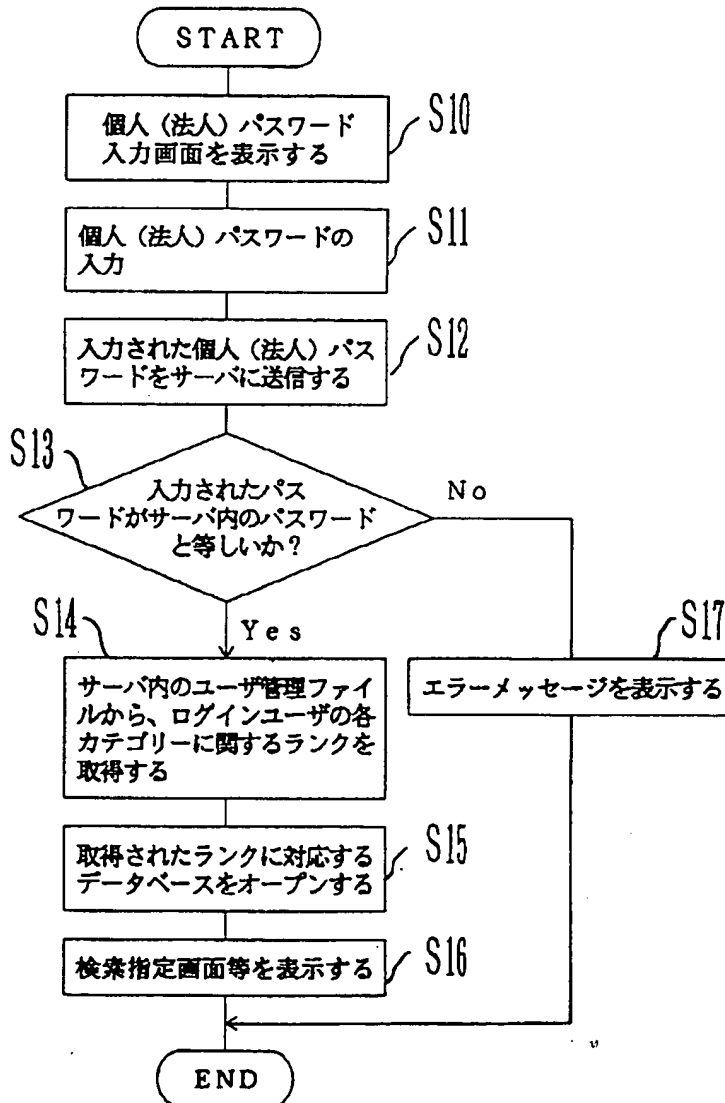 START
個人（法人）パスワード
入力画面を表示する
S10
個人（法人）パスワードの
入力
S11
入力された個人（法人）パス
ワードをサーバに送信する
S12
S13
入力されたパス
ワードがサーバ内のパスワード
と等しいか？
No
Yes
S14
サーバ内のユーザ管理ファイ
ルから、ログインユーザの各
カテゴリーに関するランクを
取得する
S17
エラーメッセージを表示する
取得されたランクに対応する
データベースをオープンする
S15
検索指定画面等を表示する
S16
END